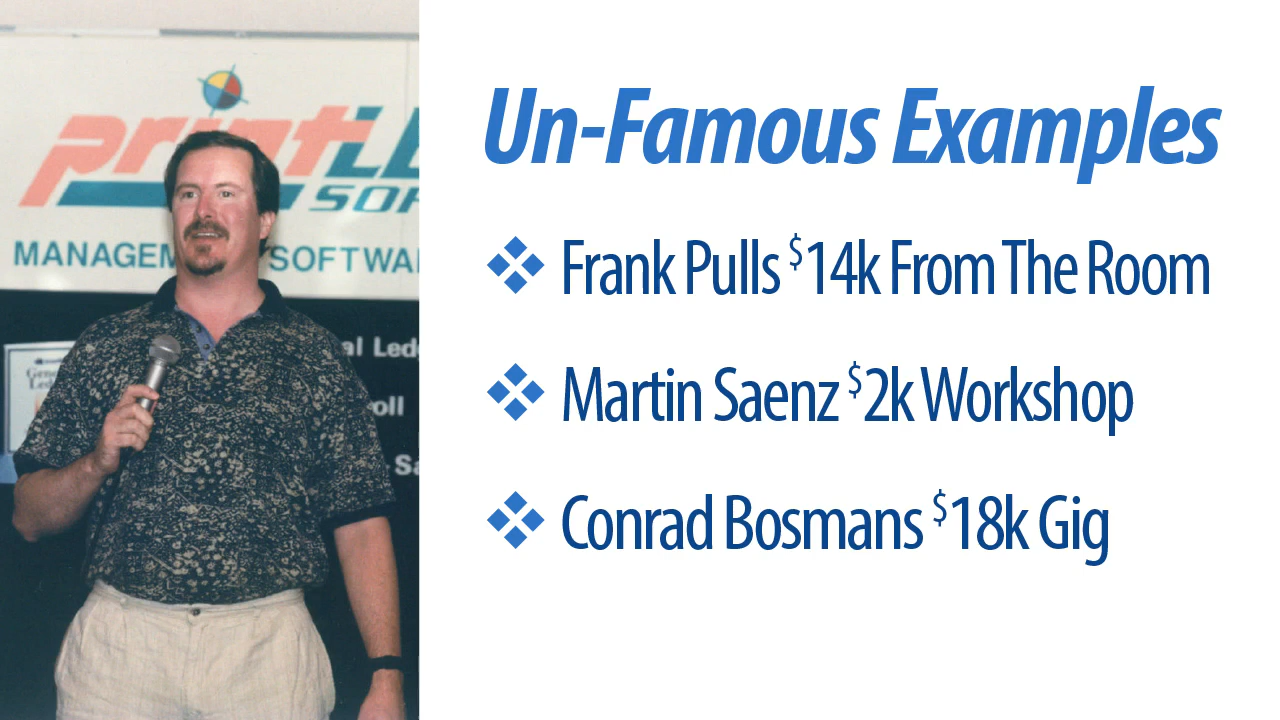 Un-Famous Examples
Frank Pulls $14k From The Room
Martin Saenz $2k Workshop
Conrad Bosmans $18k Gig
MANAGEM SOFTWA